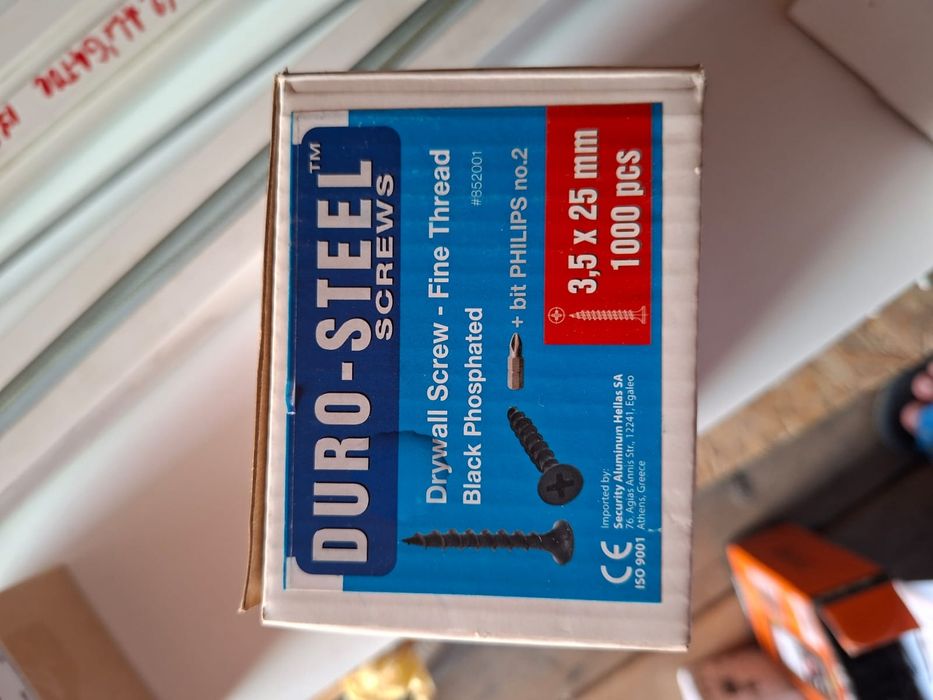 DURO-STEEL™
SCREWS
Drywall Screw - Fine Thread
Black Phosphated
#852001
+ bit PHILIPS no.2
3,5 x 25 mm
1000 pcs
CE
ISO 9001
Imported by:
Security Aluminum Hellas SA
76, Agias Annis Str., 12241, Egaleo
Athens, Greece